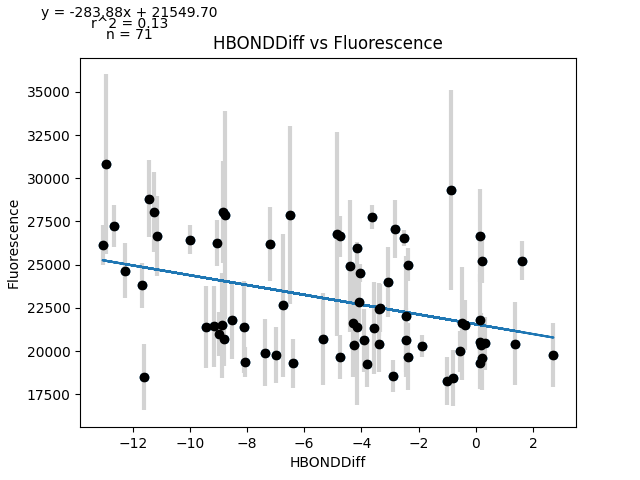 y = -283.88x + 21549.70
r^2 = 0.13
n = 71
HBONDDiff vs Fluorescence
Fluorescence
35000
32500
30000
27500
25000
22500
20000
17500
−12
−10
−8
−6
−4
−2
0
2
HBONDDiff